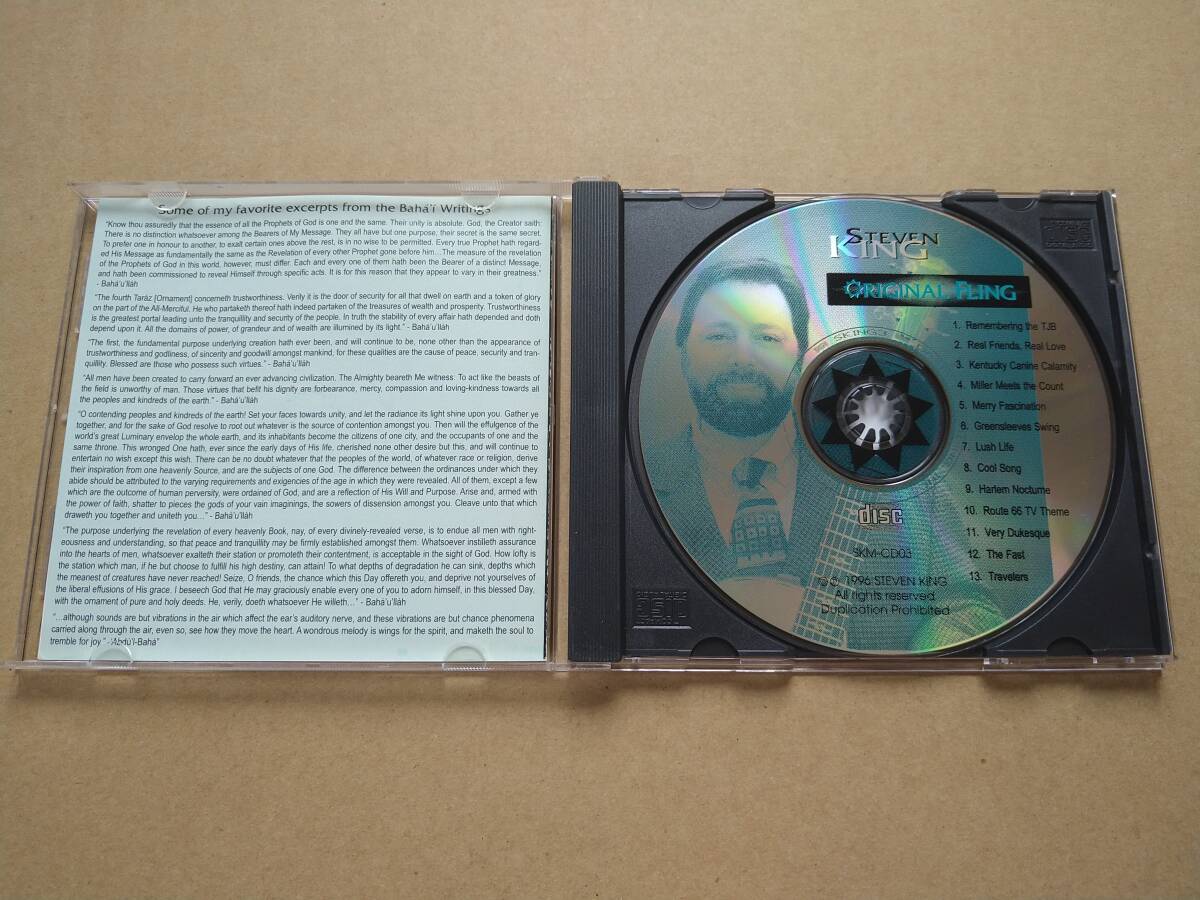 Some of my favorite excerpts from the Bahá'í Writings
"Know thou assuredly that the essence of all the Prophets of God is one and the same. Their unity is absolute. God, the Creator saith:
There is no distinction whatsoever among the Bearers of My Message. They all have but one purpose; their secret is the same secret.
To prefer one in honour to another, to exalt certain ones above the rest, is in no wise to be permitted. Every true Prophet hath regard-
ed His Message as fundamentally the same as the Revelation of every other Prophet gone before him...The measure of the revelation
of the Prophets of God in this world, however, must differ. Each and every one of them hath been the Bearer of a distinct Message,
and hath been commissioned to reveal Himself through specific acts. It is for this reason that they appear to vary in their greatness."
- Bahá'u'lláh
"The fourth Taráz [Ornament] concerneth trustworthiness. Verily it is the door of security for all that dwell on earth and a token of glory
on the part of the All-Merciful. He who partaketh thereof hath indeed partaken of the treasures of wealth and prosperity. Trustworthiness
is the greatest portal leading unto the tranquillity and security of the people. In truth the stability of every affair hath depended and doth
depend upon it. All the domains of power, of grandeur and of wealth are illumined by its light." - Bahá'u'lláh
"The first, the fundamental purpose underlying creation hath ever been, and will continue to be, none other than the appearance of
trustworthiness and godliness, of sincerity and goodwill amongst mankind, for these qualities are the cause of peace, security and tran-
quillity. Blessed are those who possess such virtues." - Bahá'u'lláh
"All men have been created to carry forward an ever advancing civilization. The Almighty beareth Me witness: To act like the beasts of
the field is unworthy of man. Those virtues that befit his dignity are forbearance, mercy, compassion and loving-kindness towards all
the peoples and kindreds of the earth." - Bahá'u'lláh
"O contending peoples and kindreds of the earth! Set your faces towards unity, and let the radiance its light shine upon you. Gather ye
together, and for the sake of God resolve to root out whatever is the source of contention amongst you. Then will the effulgence of the
world's great Luminary envelop the whole earth, and its inhabitants become the citizens of one city, and the occupants of one and the
same throne. This wronged One hath, ever since the early days of His life, cherished none other desire but this, and will continue to
entertain no wish except this wish. There can be no doubt whatever that the peoples of the world, of whatever race or religion, derive
their inspiration from one heavenly Source, and are the subjects of one God. The difference between the ordinances under which they
abide should be attributed to the varying requirements and exigencies of the age in which they were revealed. All of them, except a few
which are the outcome of human perversity, were ordained of God, and are a reflection of His Will and Purpose. Arise and, armed with
the power of faith, shatter to pieces the gods of your vain imaginings, the sowers of dissension amongst you. Cleave unto that which
draweth you together and uniteth you..." - Bahá'u'lláh
"The purpose underlying the revelation of every heavenly Book, nay, of every divinely-revealed verse, is to endue all men with right-
eousness and understanding, so that peace and tranquillity may be firmly established amongst them. Whatsoever instilleth assurance
into the hearts of men, whatsoever exalteth their station or promoteth their contentment, is acceptable in the sight of God. How lofty is
the station which man, if he but choose to fulfill his high destiny, can attain! To what depths of degradation he can sink, depths which
the meanest of creatures have never reached! Seize, O friends, the chance which this Day offereth you, and deprive not yourselves of
the liberal effusions of His grace. I beseech God that He may graciously enable every one of you to adorn himself, in this blessed Day,
with the ornament of pure and holy deeds. He, verily, doeth whatsoever He willeth..." - Bahá'u'lláh
"...although sounds are but vibrations in the air which affect the ear's auditory nerve, and these vibrations are but chance phenomena
carried along through the air, even so, see how they move the heart. A wondrous melody is wings for the spirit, and maketh the soul to
tremble for joy " -'Abdu'l-Bahá"
STEVEN
KING
ORIGINAL FLING
1. Remembering the TJB
2. Real Friends, Real Love
3. Kentucky Canine Calamity
4. Miller Meets the Count
5. Merry Fascination
6. Greensleeves Swing
7. Lush Life
8. Cool Song
9. Harlem Nocturne
10. Route 66 TV Theme
11. Very Dukesque
12. The Fast
13. Travelers
disc
SKM-CD03
℗ © 1996 STEVEN KING
All rights reserved
Duplication Prohibited